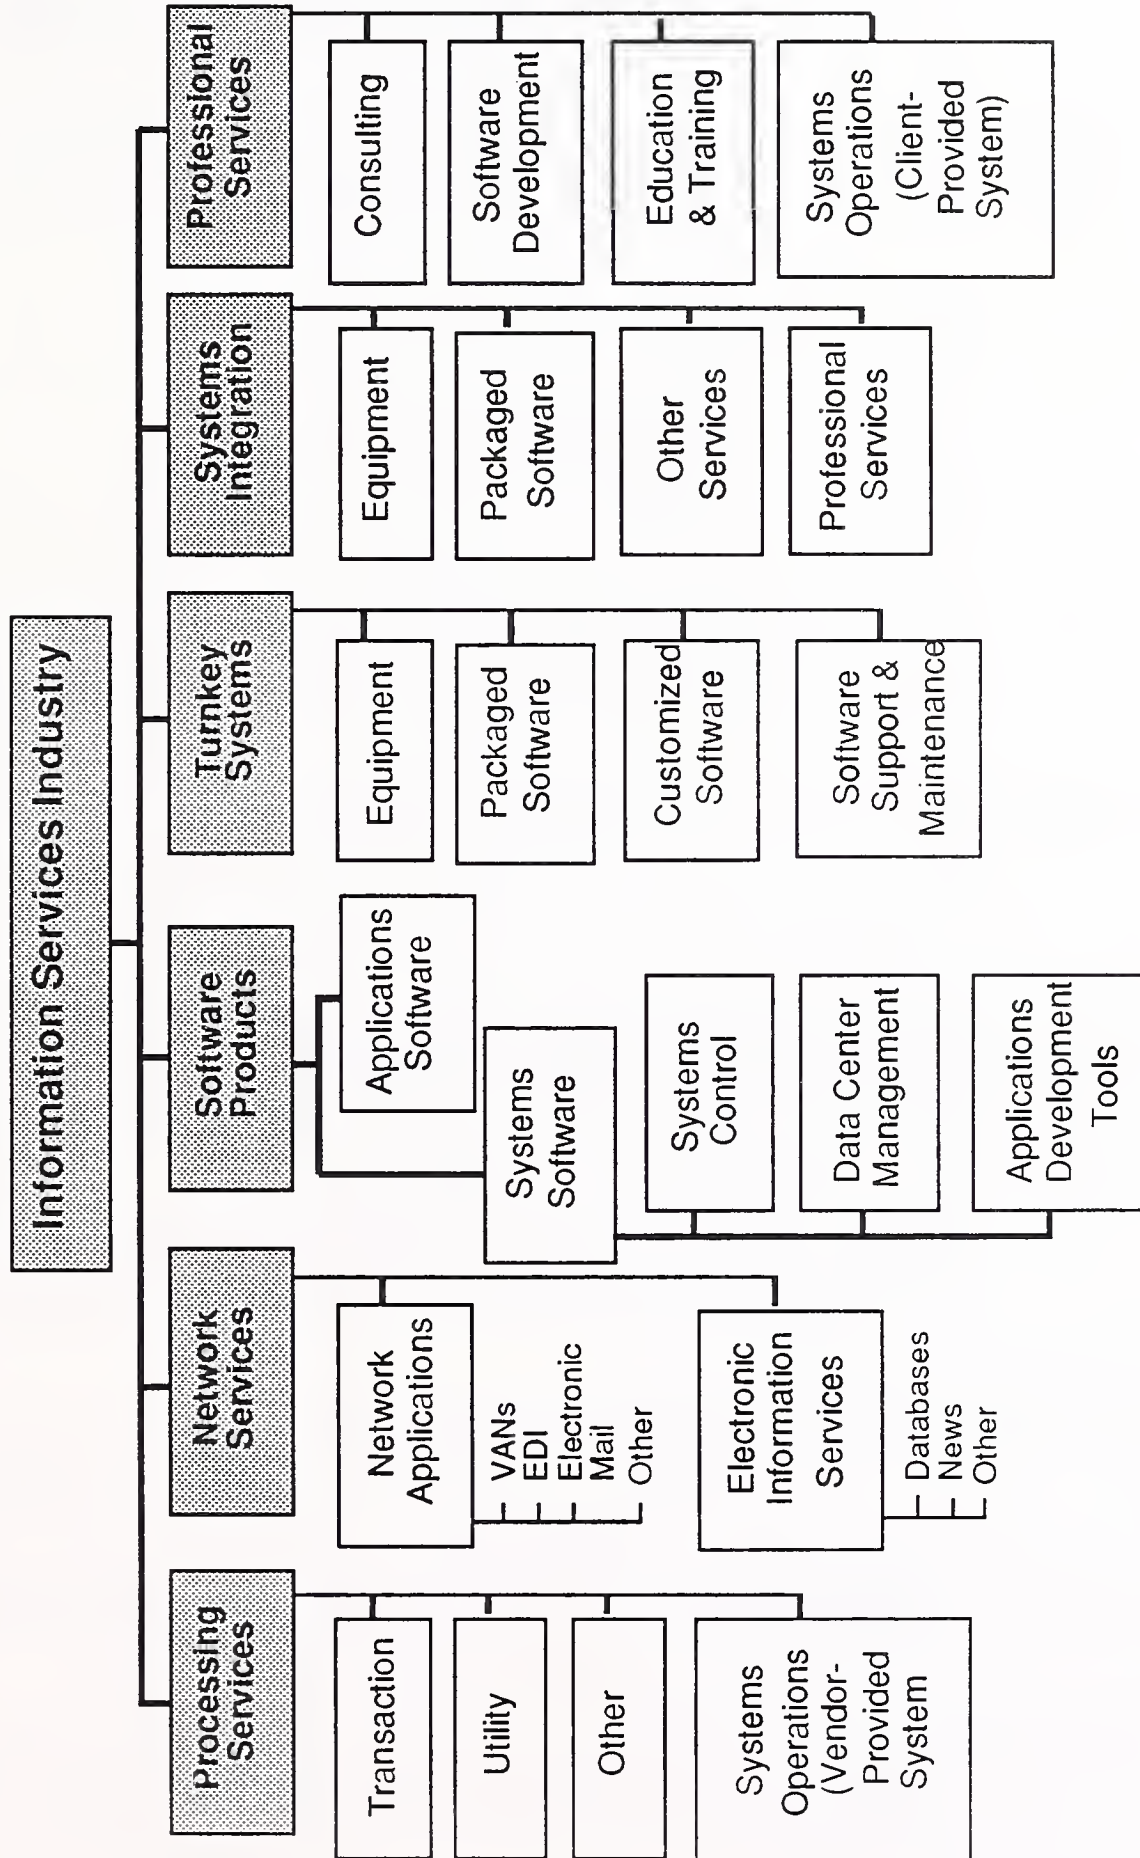 Information Services Industry
Processing
Services
Transaction
Utility
Other
Systems
Operations
(Vendor-
Provided
System
Network
Services
Network
Applications
VANs
EDI
Electronic
Mail
Other
Electronic
Information
Services
Databases
News
Other
Software
Products
Applications
Software
Systems
Software
Systems
Control
Data Center
Management
Applications
Development
Tools
Turnkey
Systems
Equipment
Packaged
Software
Customized
Software
Software
Support &
Maintenance
Systems
Integration
Equipment
Packaged
Software
Other
Services
Professional
Services
Professional
Services
Consulting
Software
Development
Education
& Training
Systems
Operations
(Client-
Provided
System)